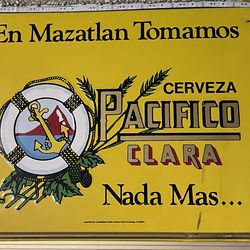 En Mazatlan Tomamos
CERVEZA
PACIFICO
CLARA
Nada Mas...